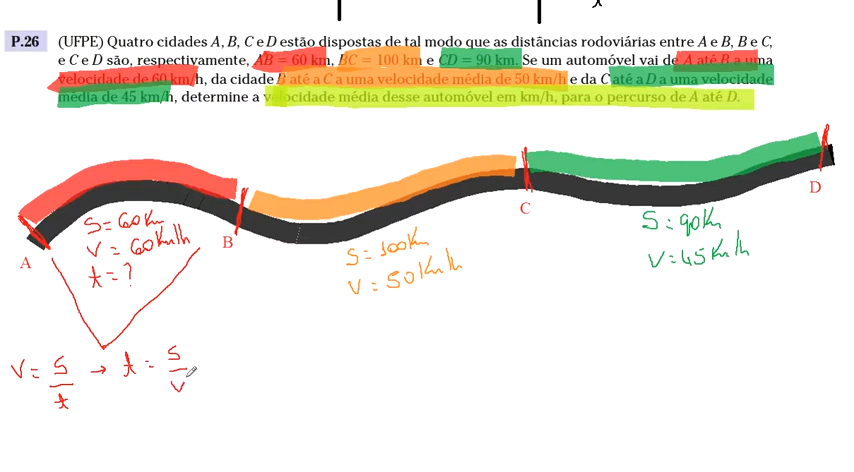 P.26 (UFPE) Quatro cidades A, B, C e D estão dispostas de tal modo que as distâncias rodoviárias entre A e B, B e C,
e C e D são, respectivamente, AB = 60 km, BC = 100 km e CD = 90 km. Se um automóvel vai de A até B a uma
velocidade de 60 km/h, da cidade B até a C a uma velocidade média de 50 km/h e da C até a D a uma velocidade
média de 45 km/h, determine a velocidade média desse automóvel em km/h, para o percurso de A até D.
A
S = 60 Km
V = 60 Km/h
t = ?
B
S = 100 Km
V = 50 Km/h
C
S = 90 Km
V = 45 Km/h
D
V = S/t → t = S/V